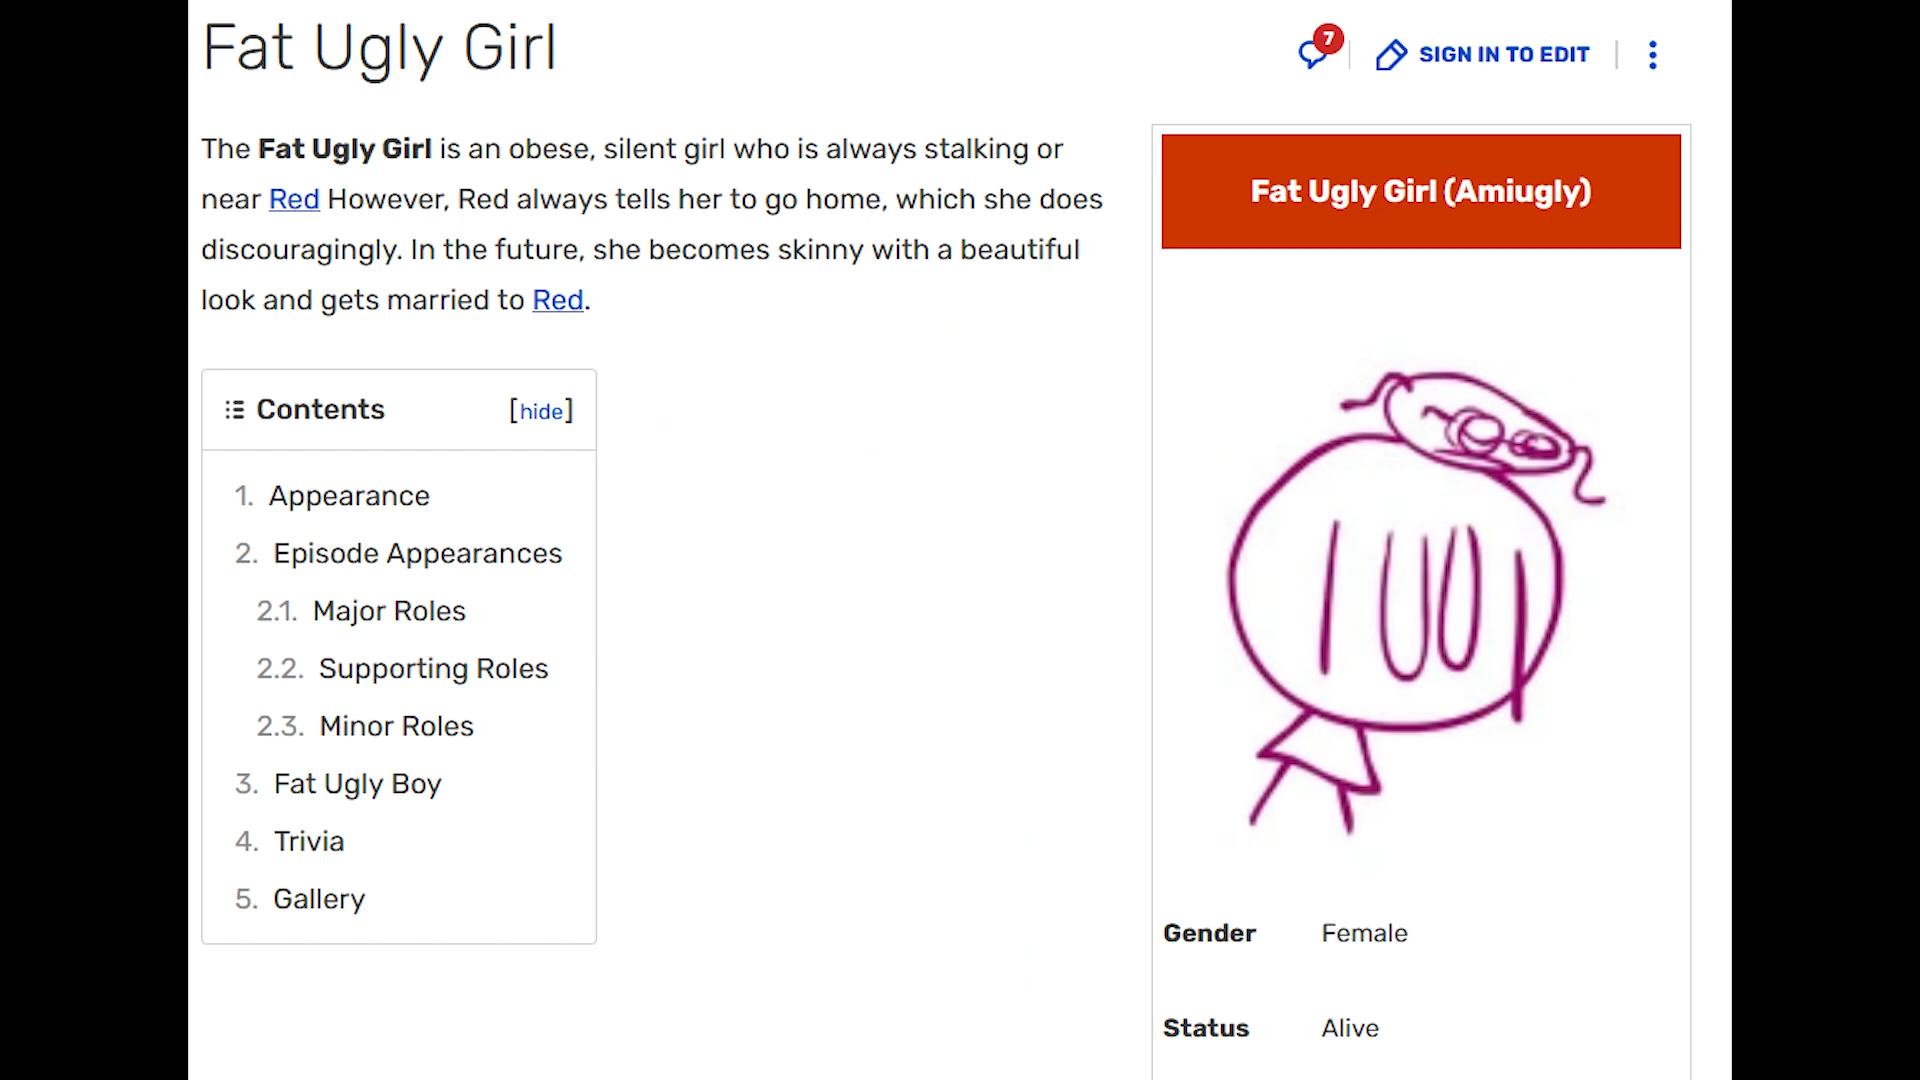 Fat Ugly Girl
7
SIGN IN TO EDIT
The Fat Ugly Girl is an obese, silent girl who is always stalking or
near Red However, Red always tells her to go home, which she does
discouragingly. In the future, she becomes skinny with a beautiful
look and gets married to Red.
Contents [hide]
1. Appearance
2. Episode Appearances
2.1. Major Roles
2.2. Supporting Roles
2.3. Minor Roles
3. Fat Ugly Boy
4. Trivia
5. Gallery
Fat Ugly Girl (Amiugly)
Gender Female
Status Alive